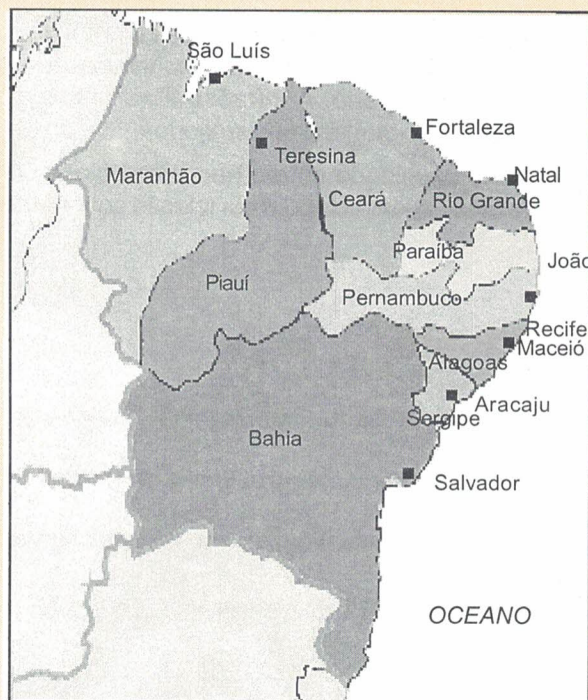 São Luís
Fortaleza
Teresina
Natal
Maranhão
Ceará
Rio Grande
Paraíba
João
Piauí
Pernambuco
Recife
Maceió
Alagoas
Aracaju
Sergipe
Bahia
Salvador
OCEANO